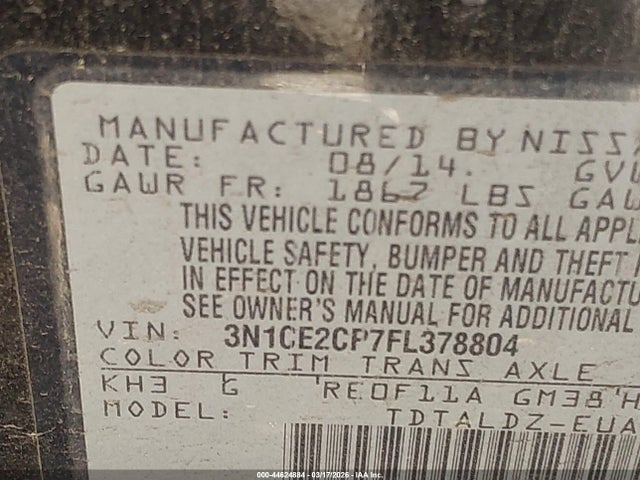 MANUFACTURED BY NISSA
DATE: 08/14. GVW
GAWR FR: 1867 LBS GAW
THIS VEHICLE CONFORMS TO ALL APPL
VEHICLE SAFETY, BUMPER AND THEFT
IN EFFECT ON THE DATE OF MANUFACTU
SEE OWNER'S MANUAL FOR ADDITIONAL
VIN: 3N1CE2CP7FL378804
COLOR TRIM TRANS AXLE
KH3 G 'RE0F11A GM38'H
MODEL: TDTALDZ-EUA
000-44624884 - 03/17/2026 - IAA Inc.